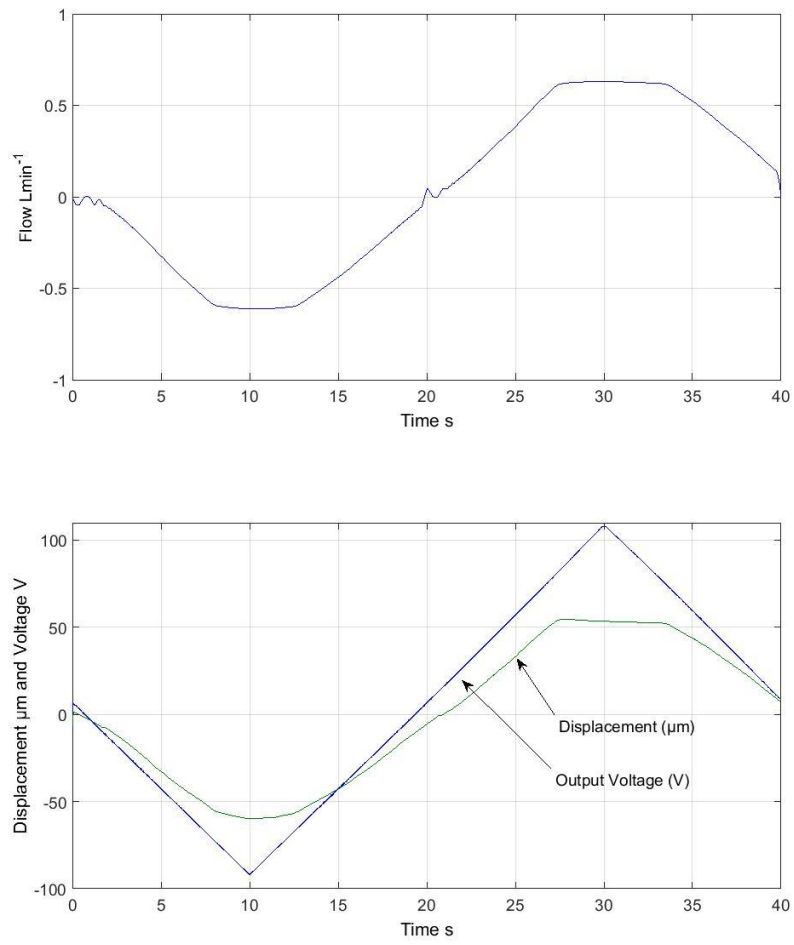 1
0.5
0
-0.5
-1
Flow Lmin-1
0 5 10 15 20 25 30 35 40
Time s
100
50
0
-50
-100
Displacement µm and Voltage V
Displacement (µm)
Output Voltage (V)
0 5 10 15 20 25 30 35 40
Time s